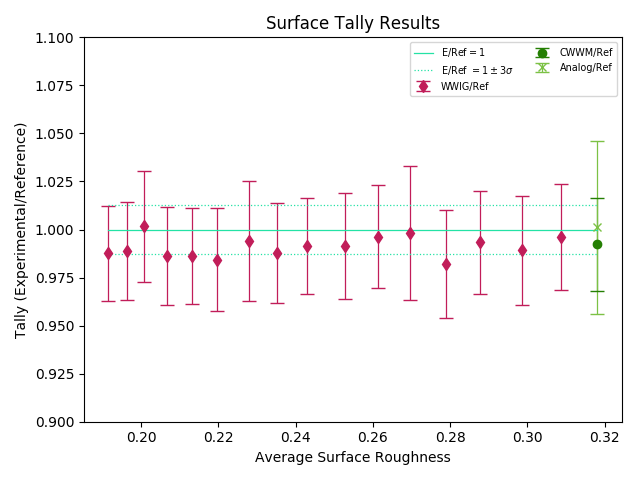 Surface Tally Results
1.100
1.075
1.050
1.025
1.000
0.975
0.950
0.925
0.900
Tally (Experimental/Reference)
E/Ref = 1
E/Ref = 1 ± 3σ
WWIG/Ref
CWWM/Ref
Analog/Ref
0.20 0.22 0.24 0.26 0.28 0.30 0.32
Average Surface Roughness